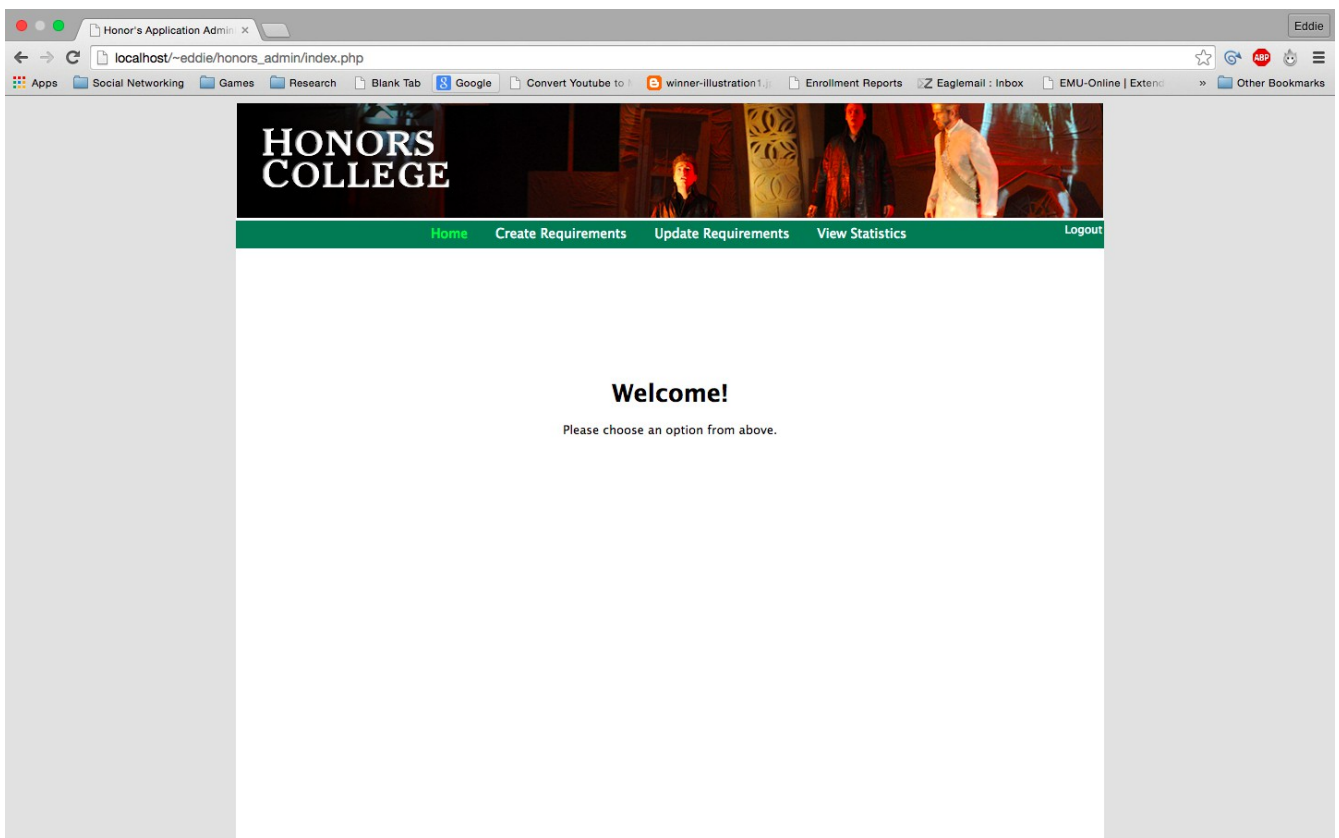 Honor's Application Admin
Eddie
localhost/~eddie/honors_admin/index.php
ABP
Apps Social Networking Games Research Blank Tab Google Convert Youtube to winner-illustration1.j Enrollment Reports Eaglemail : Inbox EMU-Online | Extend » Other Bookmarks
HONORS
COLLEGE
Home Create Requirements Update Requirements View Statistics Logout
Welcome!
Please choose an option from above.